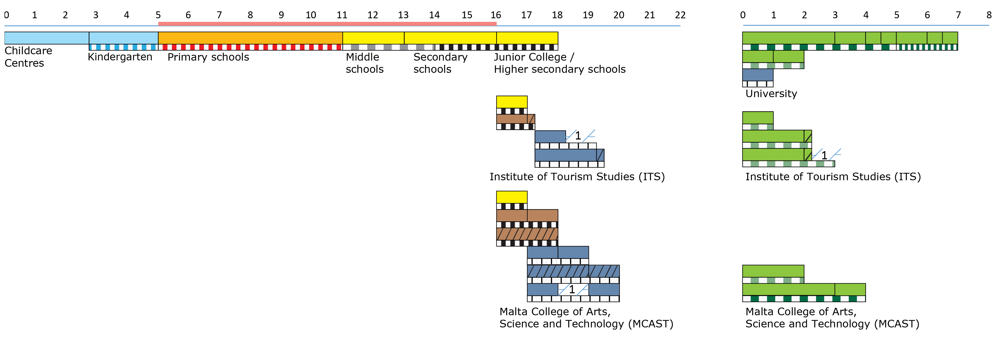 0 1 2 3 4 5 6 7 8 9 10 11 12 13 14 15 16 17 18 19 20 21 22
0 1 2 3 4 5 6 7 8
Childcare
Centres
Kindergarten
Primary schools
Middle
schools
Secondary
schools
Junior College /
Higher secondary schools
University
1
Institute of Tourism Studies (ITS)
1
Institute of Tourism Studies (ITS)
1
Malta College of Arts,
Science and Technology (MCAST)
Malta College of Arts,
Science and Technology (MCAST)